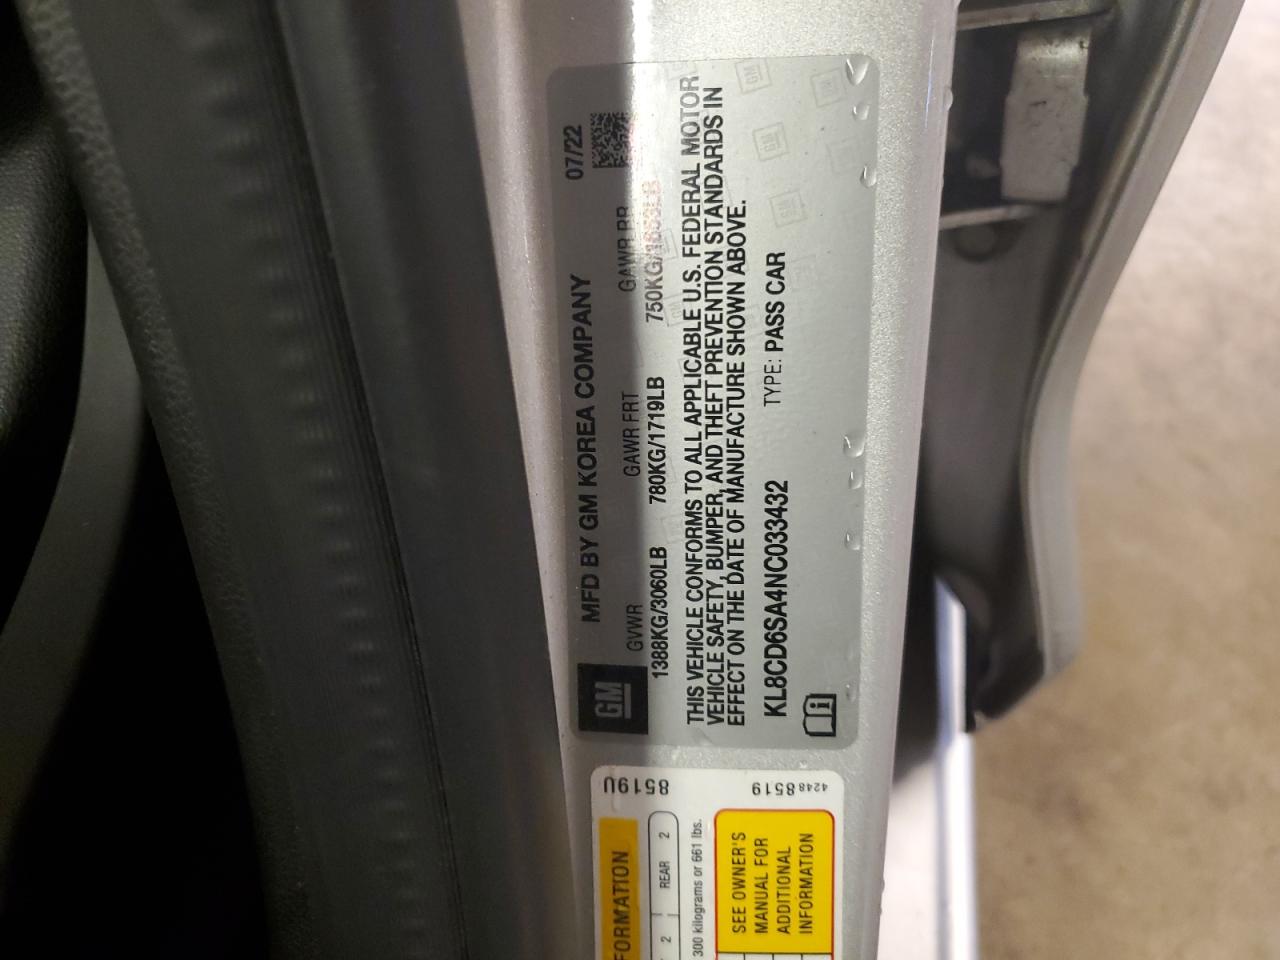 GM
MFD BY GM KOREA COMPANY 07/22
GVWR GAWR FRT GAWR RR
1388KG/3060LB 780KG/1719LB 750KG/1653LB
THIS VEHICLE CONFORMS TO ALL APPLICABLE U.S. FEDERAL MOTOR
VEHICLE SAFETY, BUMPER, AND THEFT PREVENTION STANDARDS IN
EFFECT ON THE DATE OF MANUFACTURE SHOWN ABOVE.
KL8CD6SA4NC033432 TYPE: PASS CAR
8519U
42488519
FORMATION
2 REAR 2
300 kilograms or 661 lbs.
SEE OWNER'S
MANUAL FOR
ADDITIONAL
INFORMATION